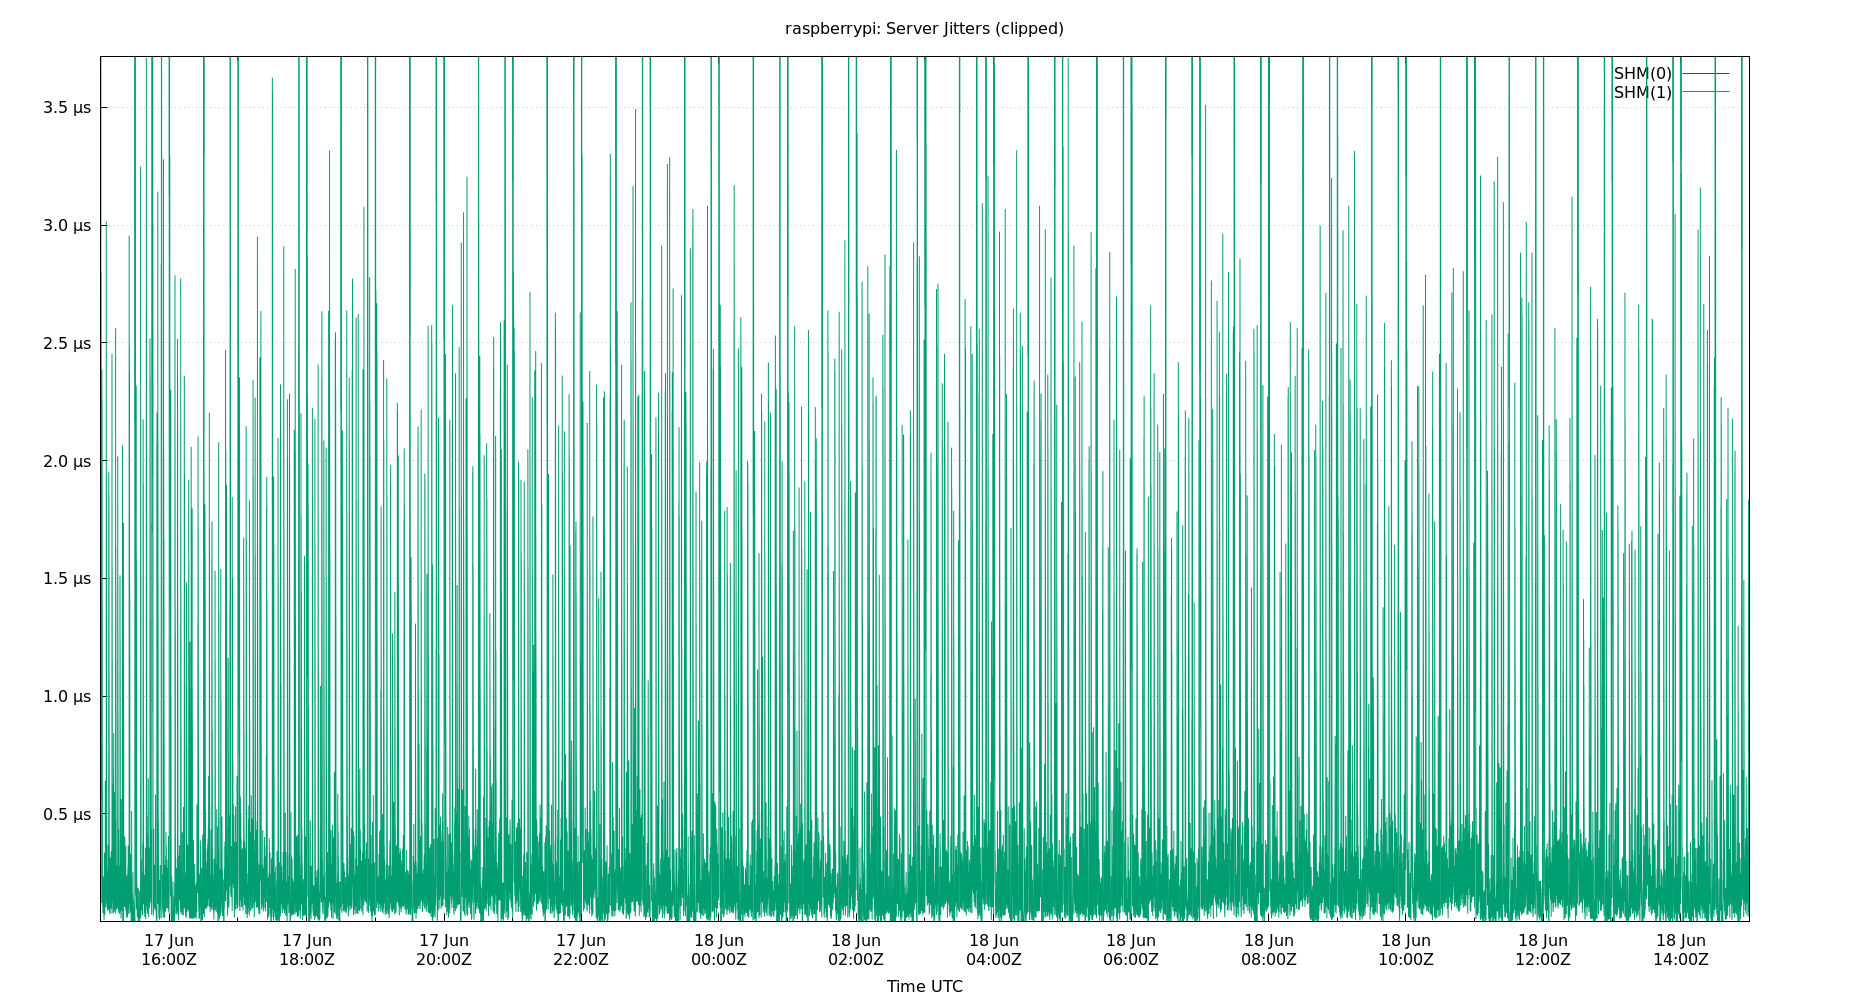 raspberrypi: Server Jitters (clipped)
SHM(0)
SHM(1)
3.5 µs
3.0 µs
2.5 µs
2.0 µs
1.5 µs
1.0 µs
0.5 µs
17 Jun 17 Jun 17 Jun 17 Jun 18 Jun 18 Jun 18 Jun 18 Jun 18 Jun 18 Jun 18 Jun 18 Jun
16:00Z 18:00Z 20:00Z 22:00Z 00:00Z 02:00Z 04:00Z 06:00Z 08:00Z 10:00Z 12:00Z 14:00Z
Time UTC